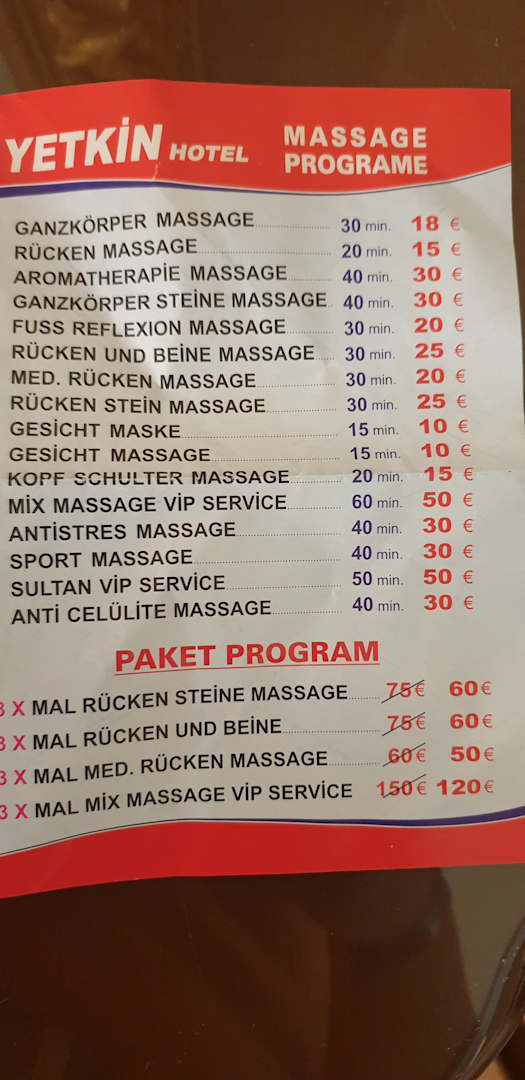 YETKİN HOTEL MASSAGE PROGRAME
GANZKÖRPER MASSAGE 30 min. 18 €
RÜCKEN MASSAGE 20 min. 15 €
AROMATHERAPİE MASSAGE 40 min. 30 €
GANZKÖRPER STEİNE MASSAGE 40 min. 30 €
FUSS REFLEXION MASSAGE 30 min. 20 €
RÜCKEN UND BEİNE MASSAGE 30 min. 25 €
MED. RÜCKEN MASSAGE 30 min. 20 €
RÜCKEN STEİN MASSAGE 30 min. 25 €
GESİCHT MASKE 15 min. 10 €
GESİCHT MASSAGE 15 min. 10 €
KOPF SCHULTER MASSAGE 20 min. 15 €
MİX MASSAGE VİP SERVİCE 60 min. 50 €
ANTİSTRES MASSAGE 40 min. 30 €
SPORT MASSAGE 40 min. 30 €
SULTAN VİP SERVİCE 50 min. 50 €
ANTİ CELÜLİTE MASSAGE 40 min. 30 €
PAKET PROGRAM
3 X MAL RÜCKEN STEİNE MASSAGE 75€ 60€
3 X MAL RÜCKEN UND BEİNE 75€ 60€
3 X MAL MED. RÜCKEN MASSAGE 60€ 50€
3 X MAL MİX MASSAGE VİP SERVİCE 150€ 120€